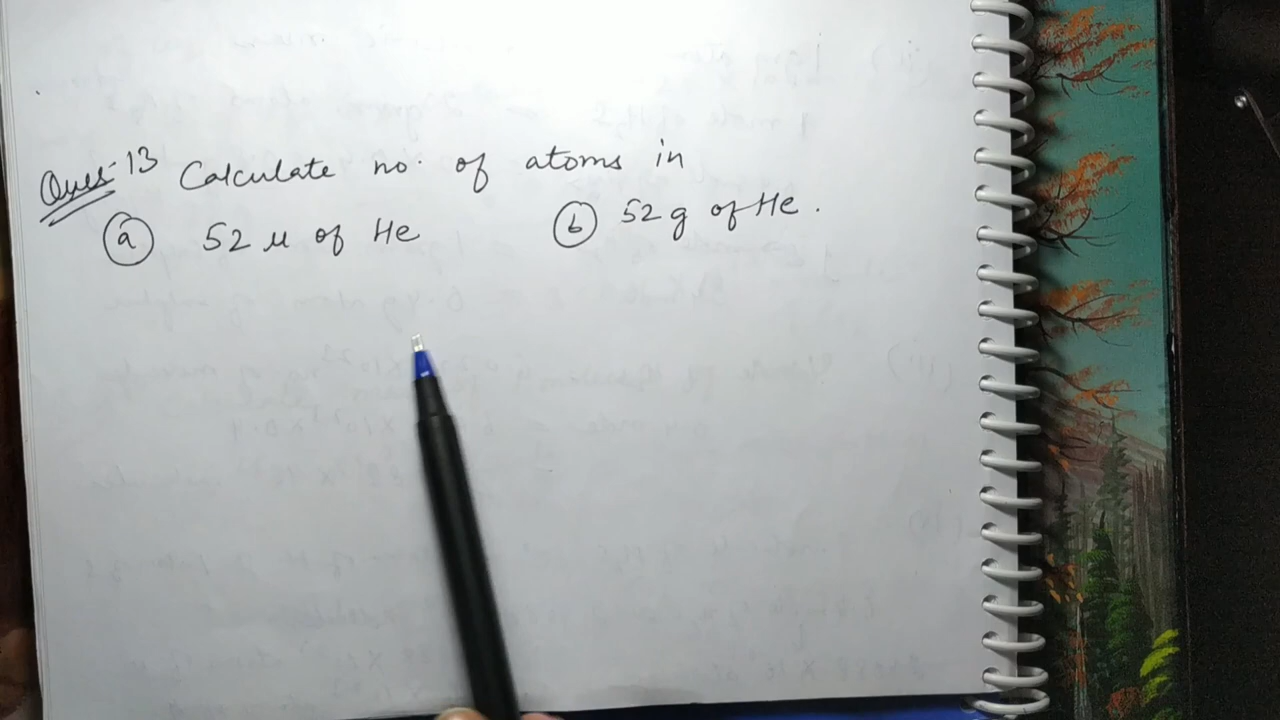 Ques-13 Calculate no. of atoms in
(a) 52 u of He (b) 52 g of He.